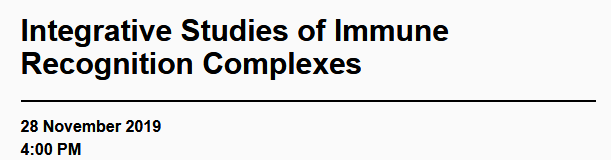 Integrative Studies of Immune
Recognition Complexes
28 November 2019
4:00 PM